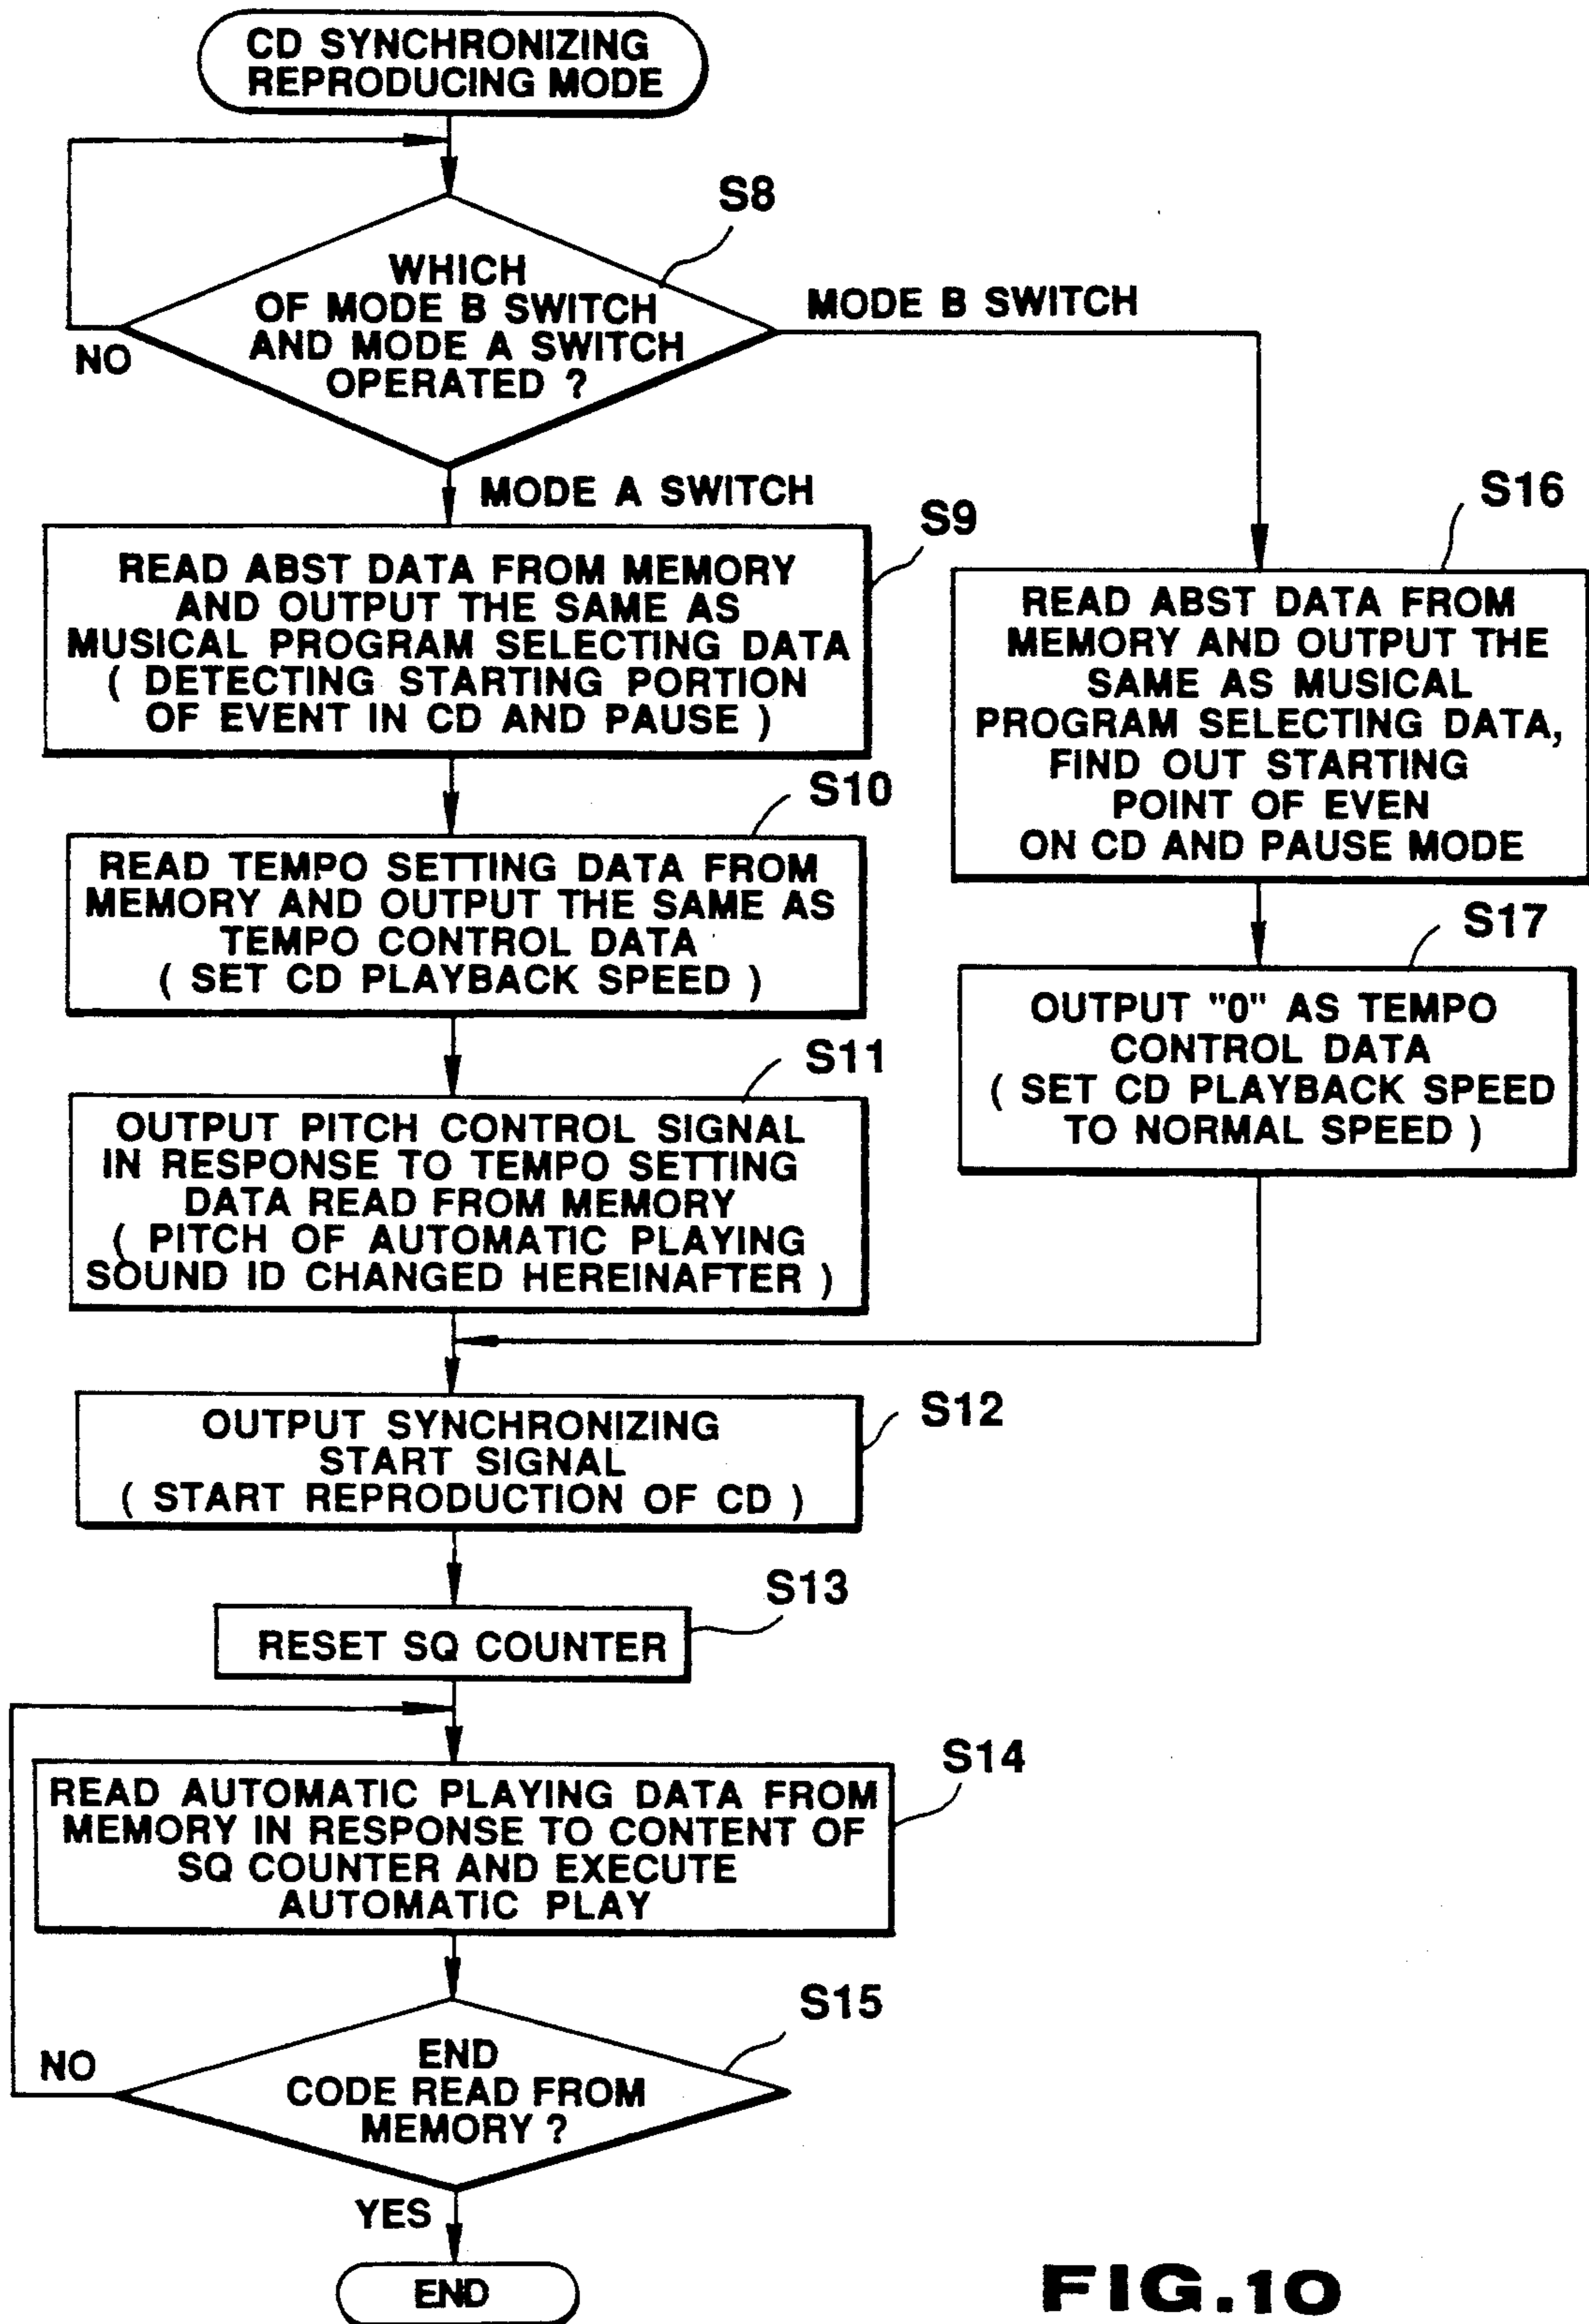 CD SYNCHRONIZING
REPRODUCING MODE
S8
WHICH
OF MODE B SWITCH
AND MODE A SWITCH
OPERATED ?
NO
MODE B SWITCH
MODE A SWITCH
S9
READ ABST DATA FROM MEMORY
AND OUTPUT THE SAME AS
MUSICAL PROGRAM SELECTING DATA
( DETECTING STARTING PORTION
OF EVENT IN CD AND PAUSE )
S10
READ TEMPO SETTING DATA FROM
MEMORY AND OUTPUT THE SAME AS
TEMPO CONTROL DATA
( SET CD PLAYBACK SPEED )
S11
OUTPUT PITCH CONTROL SIGNAL
IN RESPONSE TO TEMPO SETTING
DATA READ FROM MEMORY
( PITCH OF AUTOMATIC PLAYING
SOUND ID CHANGED HEREINAFTER )
S16
READ ABST DATA FROM
MEMORY AND OUTPUT THE
SAME AS MUSICAL
PROGRAM SELECTING DATA,
FIND OUT STARTING
POINT OF EVEN
ON CD AND PAUSE MODE
S17
OUTPUT "0" AS TEMPO
CONTROL DATA
( SET CD PLAYBACK SPEED
TO NORMAL SPEED )
S12
OUTPUT SYNCHRONIZING
START SIGNAL
( START REPRODUCTION OF CD )
S13
RESET SQ COUNTER
S14
READ AUTOMATIC PLAYING DATA FROM
MEMORY IN RESPONSE TO CONTENT OF
SQ COUNTER AND EXECUTE
AUTOMATIC PLAY
S15
END
CODE READ FROM
MEMORY ?
NO
YES
END
FIG.10